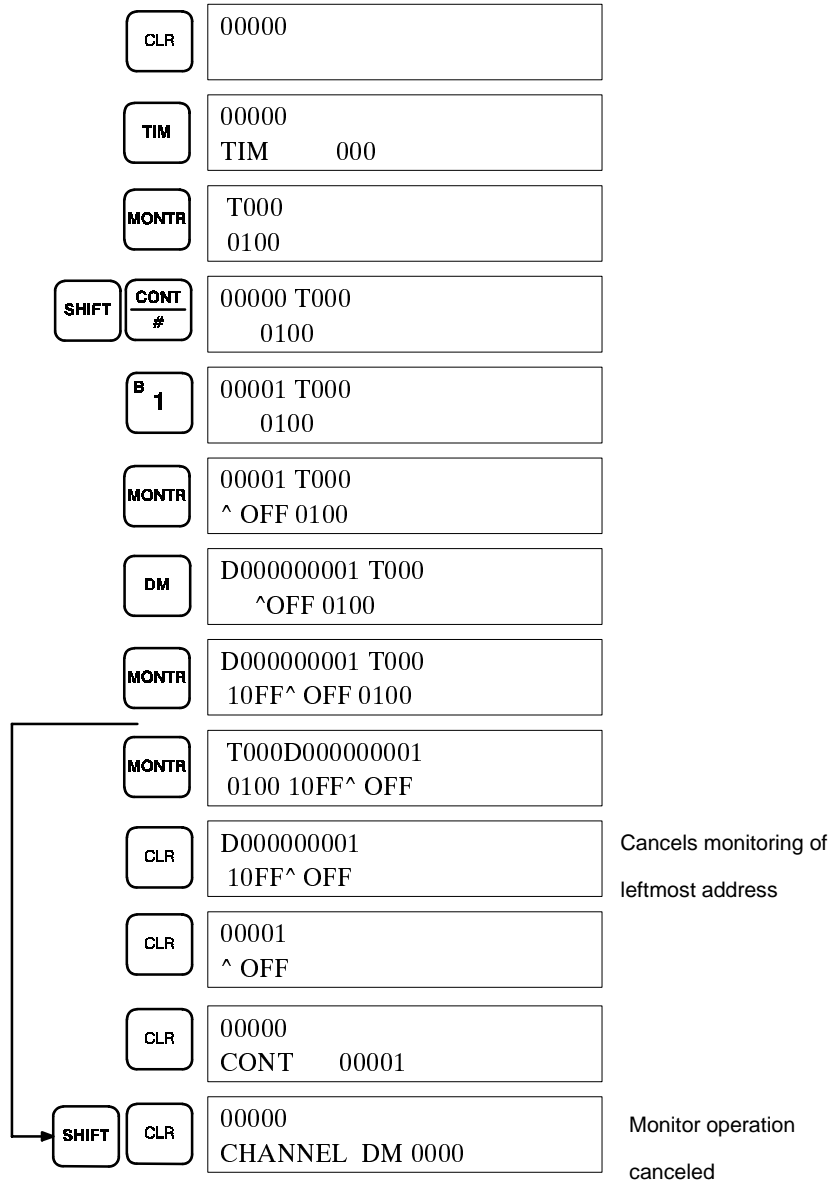 CLR
00000
TIM
00000
TIM 000
MONTR
T000
0100
SHIFT
CONT
#
00000 T000
0100
B
1
00001 T000
0100
MONTR
00001 T000
^ OFF 0100
DM
D000000001 T000
^OFF 0100
MONTR
D000000001 T000
10FF^ OFF 0100
MONTR
T000D000000001
0100 10FF^ OFF
CLR
D000000001
10FF^ OFF
Cancels monitoring of
leftmost address
CLR
00001
^ OFF
CLR
00000
CONT 00001
SHIFT
CLR
00000
CHANNEL DM 0000
Monitor operation
canceled